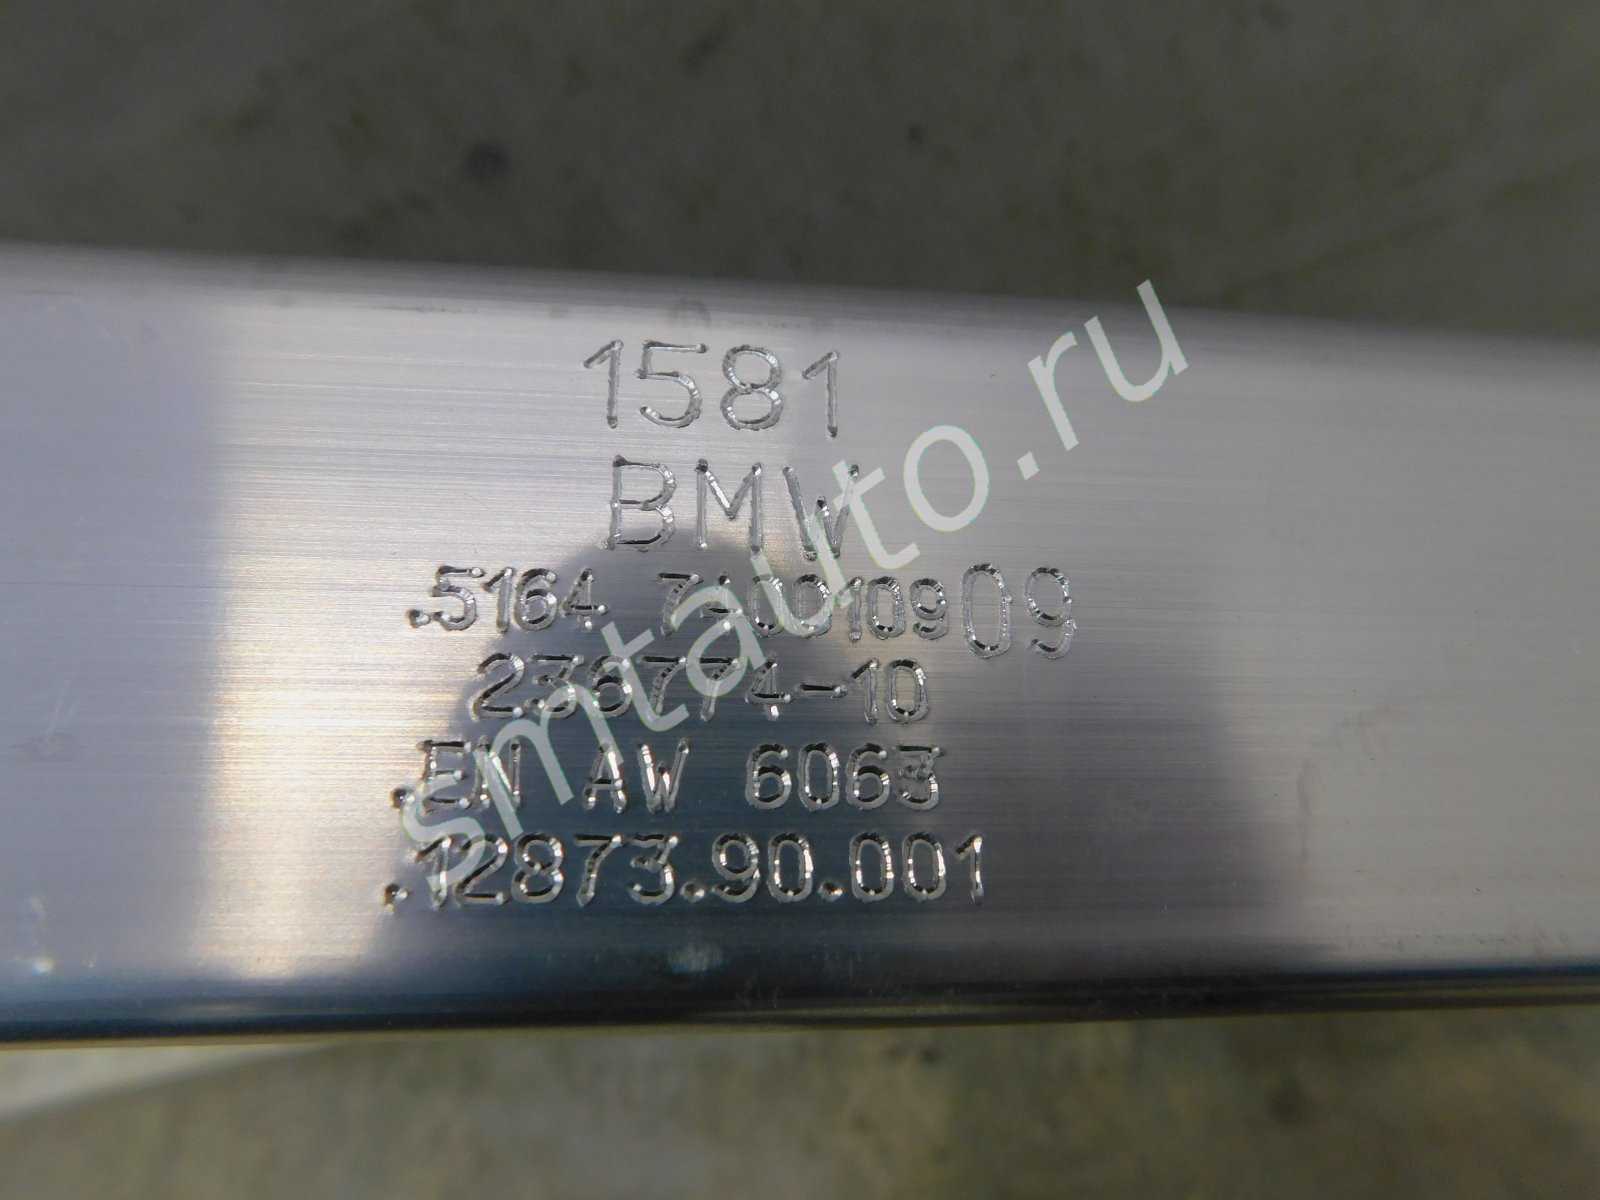 1581
BMW
.5164 7400109 09
236774-10
.EN AW 6063
.12873.90.001
smtauto.ru